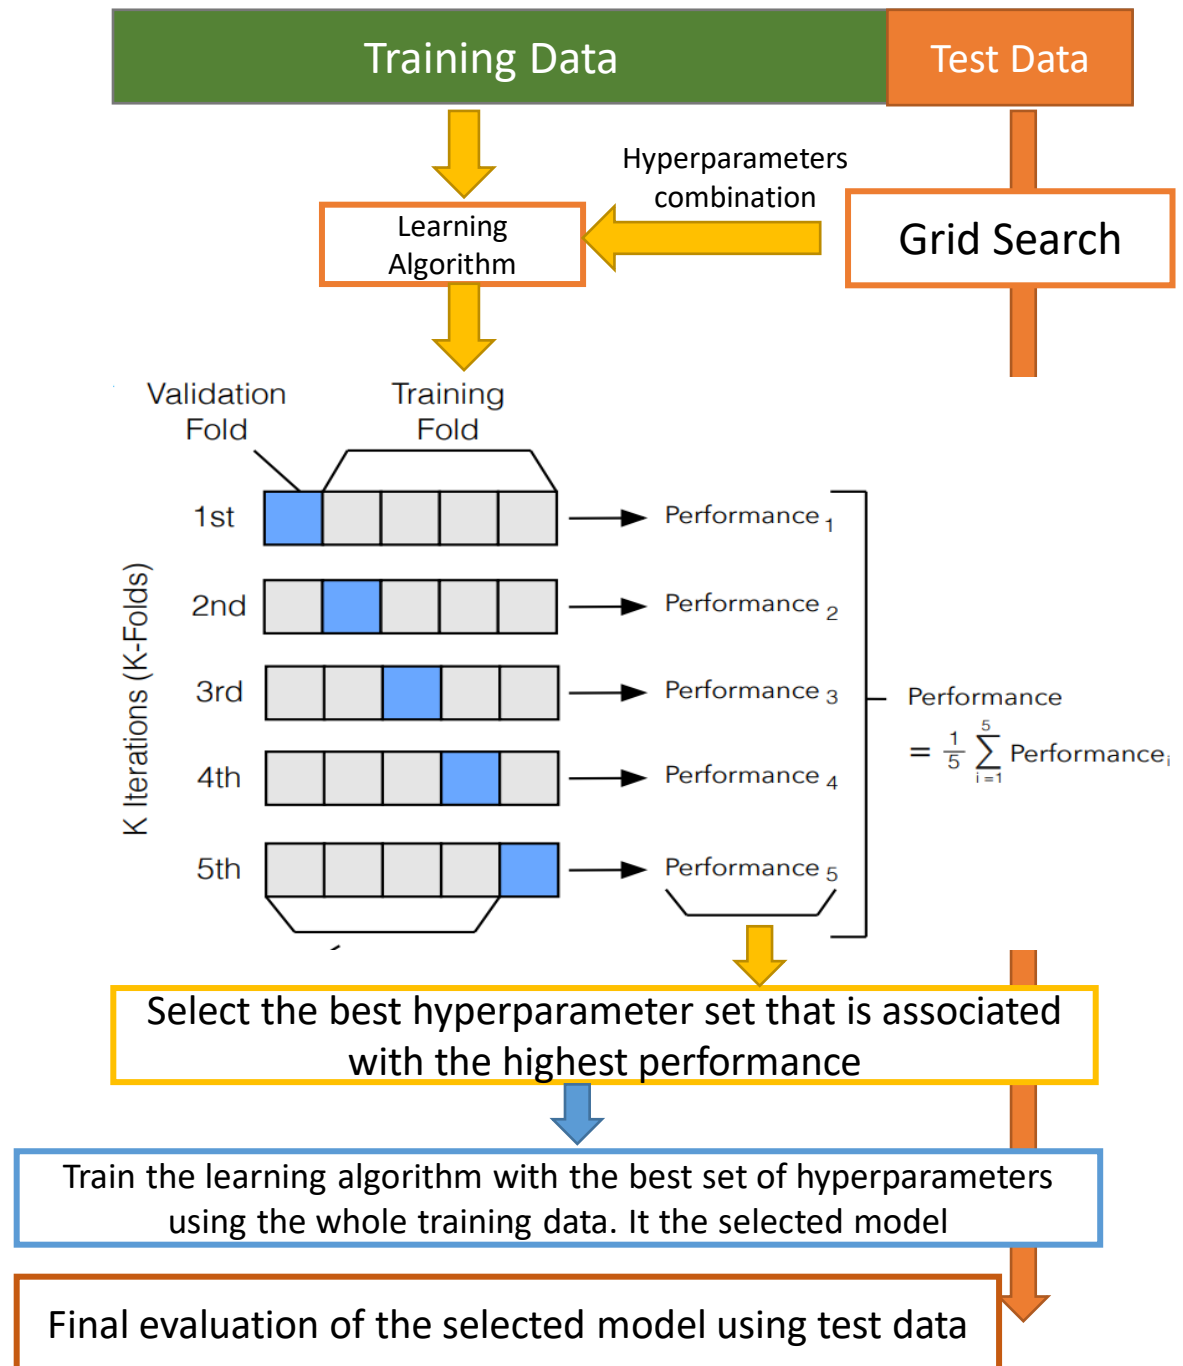 Training Data
Test Data
Hyperparameters
combination
Learning
Algorithm
Grid Search
Validation
Fold
Training
Fold
K Iterations (K-Folds)
1st
Performance 1
2nd
Performance 2
3rd
Performance 3
4th
Performance 4
5th
Performance 5
Performance
= 1/5 5∑i=1 Performance i
Select the best hyperparameter set that is associated
with the highest performance
Train the learning algorithm with the best set of hyperparameters
using the whole training data. It the selected model
Final evaluation of the selected model using test data